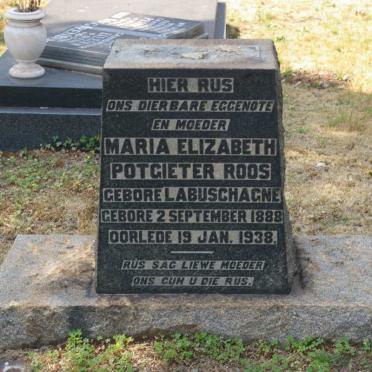 HIER RUS
ONS DIERBARE EGGENOTE
EN MOEDER
MARIA ELIZABETH
POTGIETER ROOS
GEBORE LABUSCHAGNE
GEBORE 2 SEPTEMBER 1888
OORLEDE 19 JAN. 1938.
RUS SAG LIEWE MOEDER
ONS GUN U DIE RUS.